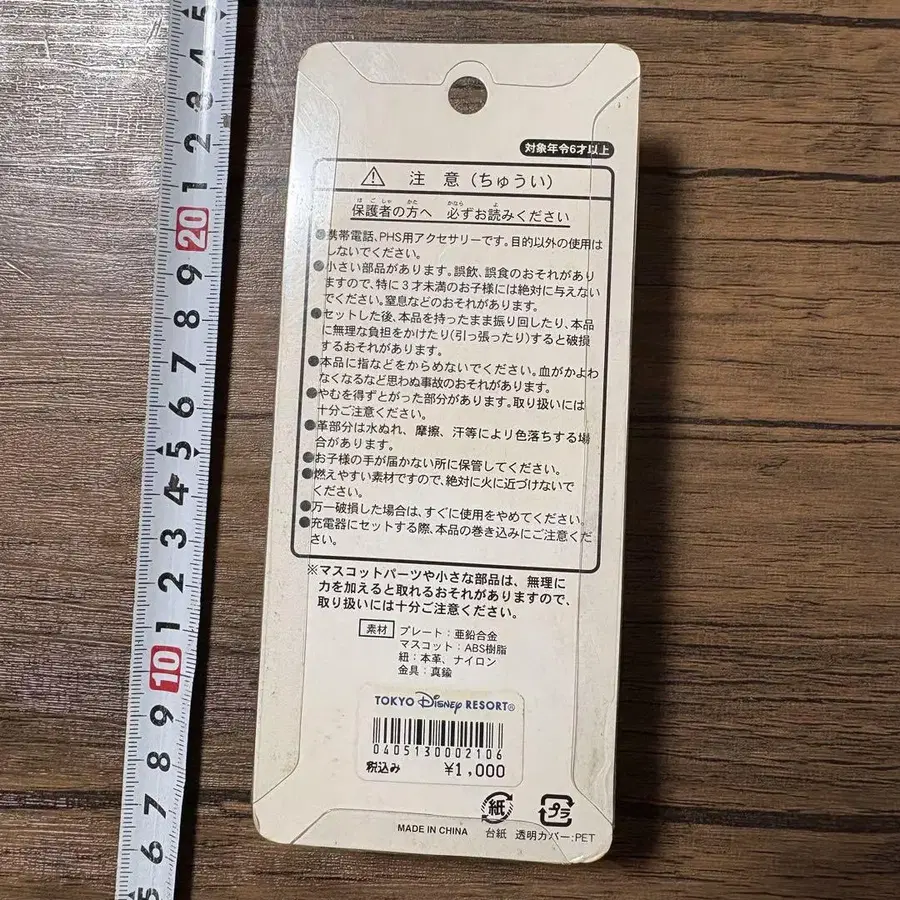 対象年令6才以上
⚠ 注 意（ちゅうい）
保護者の方へ 必ずお読みください
●携帯電話、PHS用アクセサリーです。目的以外の使用は
しないでください。
●小さい部品があります。誤飲、誤食のおそれがあり
ますので、特に3才未満のお子様には絶対に与えない
でください。窒息などのおそれがあります。
●セットした後、本品を持ったまま振り回したり、本品
に無理な負担をかけたり(引っ張ったり)すると破損
するおそれがあります。
●本品に指などをからめないでください。血がかよわ
なくなるなど思わぬ事故のおそれがあります。
●やむを得ずとがった部分があります。取り扱いには
十分ご注意ください。
●革部分は水ぬれ、摩擦、汗等により色落ちする場
合があります。
●お子様の手が届かない所に保管してください。
●燃えやすい素材ですので、絶対に火に近づけないで
ください。
●万一破損した場合は、すぐに使用をやめてください。
●充電器にセットする際、本品の巻き込みにご注意くだ
さい。
※マスコットパーツや小さな部品は、無理に
力を加えると取れるおそれがありますので、
取り扱いには十分ご注意ください。
素材 プレート：亜鉛合金
マスコット：ABS樹脂
紐：本革、ナイロン
金具：真鍮
TOKYO Disney RESORT®
0405130002106
税込み ¥1,000
紙 プラ
MADE IN CHINA 台紙 透明カバー:PET
5
4
3
2
1
20
9
8
7
6
5
4
3
2
1
10
9
8
7
6
5